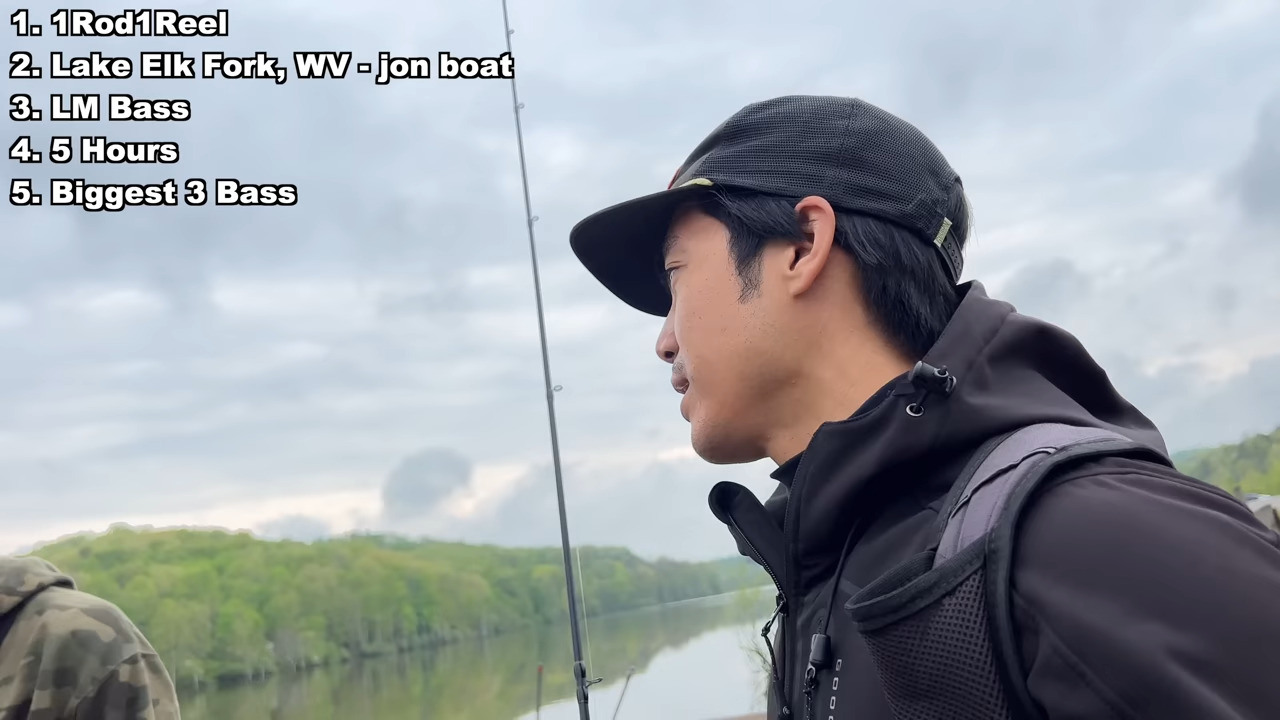 1. 1Rod1Reel
2. Lake Elk Fork, WV - jon boat
3. LM Bass
4. 5 Hours
5. Biggest 3 Bass